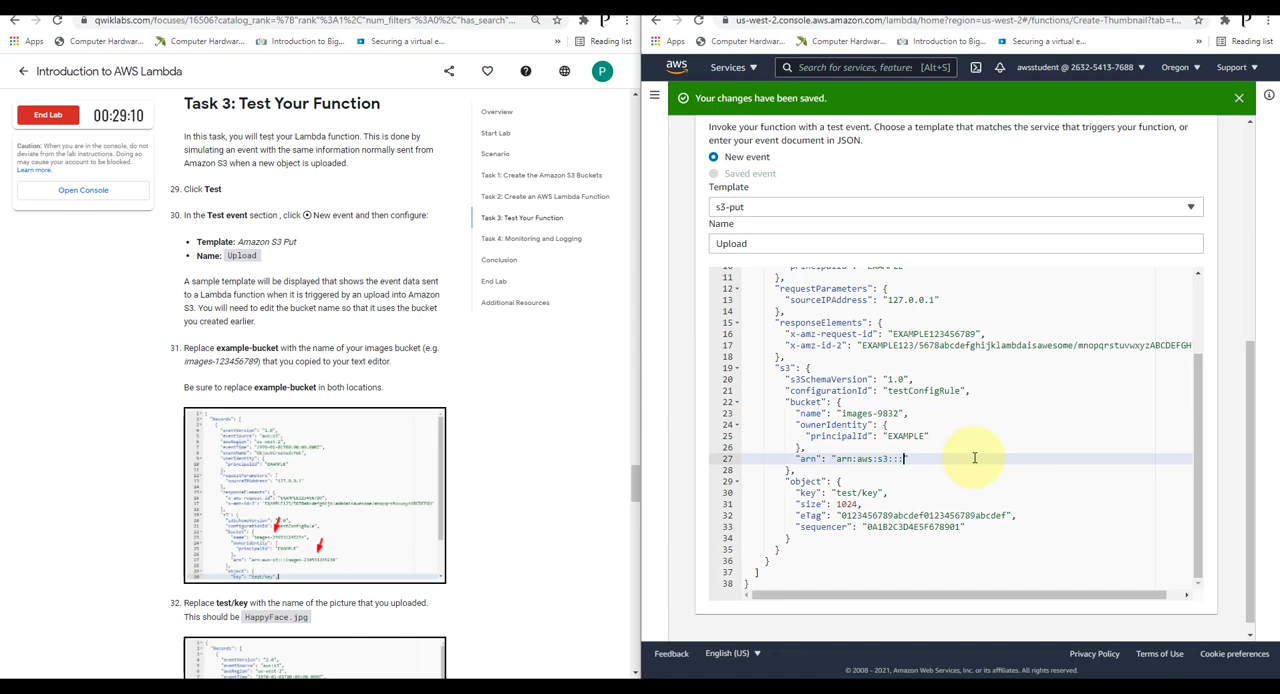 qwiklabs.com/focuses/16506?catalog_rank=%7B"rank"%3A1%2C"num_filters"%3A0%2C"has_search"...
Apps
Computer Hardwar...
Computer Hardwar...
Introduction to Big...
Securing a virtual e...
»
Reading list
Introduction to AWS Lambda
P
End Lab
00:29:10
Caution: When you are in the console, do not
deviate from the lab instructions. Doing so
may cause your account to be blocked.
Learn more.
Open Console
Task 3: Test Your Function
In this task, you will test your Lambda function. This is done by
simulating an event with the same information normally sent from
Amazon S3 when a new object is uploaded.
29. Click Test
30. In the Test event section , click New event and then configure:
• Template: Amazon S3 Put
• Name: Upload
A sample template will be displayed that shows the event data sent
to a Lambda function when it is triggered by an upload into Amazon
S3. You will need to edit the bucket name so that it uses the bucket
you created earlier.
31. Replace example-bucket with the name of your images bucket (e.g.
images-123456789) that you copied to your text editor.
Be sure to replace example-bucket in both locations.
32. Replace test/key with the name of the picture that you uploaded.
This should be HappyFace.jpg
Overview
Start Lab
Scenario
Task 1: Create the Amazon S3 Buckets
Task 2: Create an AWS Lambda Function
Task 3: Test Your Function
Task 4: Monitoring and Logging
Conclusion
End Lab
Additional Resources
us-west-2.console.aws.amazon.com/lambda/home?region=us-west-2#/functions/Create-Thumbnail?tab=t...
Apps
Computer Hardwar...
Computer Hardwar...
Introduction to Big...
Securing a virtual e...
»
Reading list
aws
Services
Search for services, feature: [Alt+S]
awsstudent @ 2632-5413-7688
Oregon
Support
Your changes have been saved.
Invoke your function with a test event. Choose a template that matches the service that triggers your function, or
enter your event document in JSON.
New event
Saved event
Template
s3-put
Name
Upload
10 "principalId": "EXAMPLE"
11 },
12 "requestParameters": {
13 "sourceIPAddress": "127.0.0.1"
14 },
15 "responseElements": {
16 "x-amz-request-id": "EXAMPLE123456789",
17 "x-amz-id-2": "EXAMPLE123/5678abcdefghijklambdaisawesome/mnopqrstuvwxyzABCDEFGH
18 },
19 "s3": {
20 "s3SchemaVersion": "1.0",
21 "configurationId": "testConfigRule",
22 "bucket": {
23 "name": "images-9832",
24 "ownerIdentity": {
25 "principalId": "EXAMPLE"
26 },
27 "arn": "arn:aws:s3:::"
28 },
29 "object": {
30 "key": "test/key",
31 "size": 1024,
32 "eTag": "0123456789abcdef0123456789abcdef",
33 "sequencer": "0A1B2C3D4E5F678901"
34 }
35 }
36 }
37 ]
38 }
Feedback
English (US)
Privacy Policy
Terms of Use
Cookie preferences
© 2008 - 2021, Amazon Web Services, Inc. or its affiliates. All rights reserved.